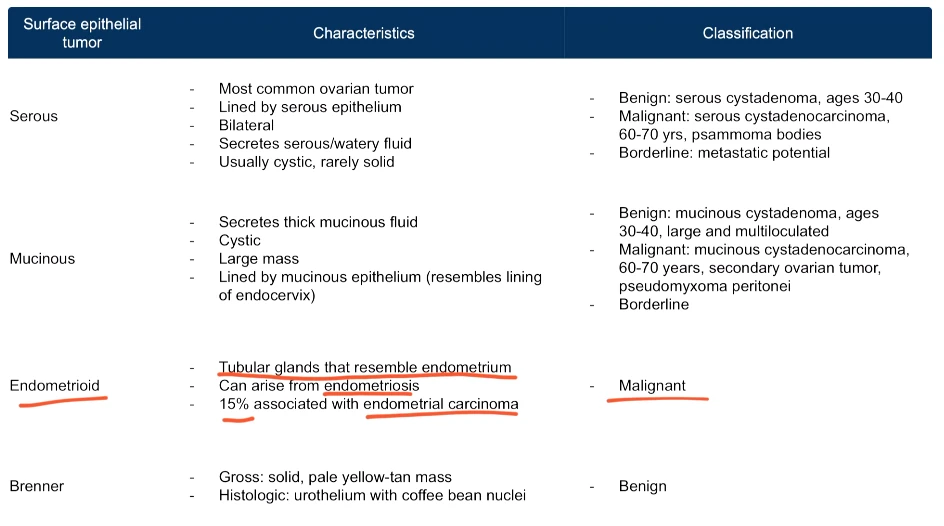 Surface epithelial
tumor
Characteristics
Classification
Serous
- Most common ovarian tumor
- Lined by serous epithelium
- Bilateral
- Secretes serous/watery fluid
- Usually cystic, rarely solid
- Benign: serous cystadenoma, ages 30-40
- Malignant: serous cystadenocarcinoma,
60-70 yrs, psammoma bodies
- Borderline: metastatic potential
Mucinous
- Secretes thick mucinous fluid
- Cystic
- Large mass
- Lined by mucinous epithelium (resembles lining
of endocervix)
- Benign: mucinous cystadenoma, ages
30-40, large and multiloculated
- Malignant: mucinous cystadenocarcinoma,
60-70 years, secondary ovarian tumor,
pseudomyxoma peritonei
- Borderline
Endometrioid
- Tubular glands that resemble endometrium
- Can arise from endometriosis
- 15% associated with endometrial carcinoma
- Malignant
Brenner
- Gross: solid, pale yellow-tan mass
- Histologic: urothelium with coffee bean nuclei
- Benign